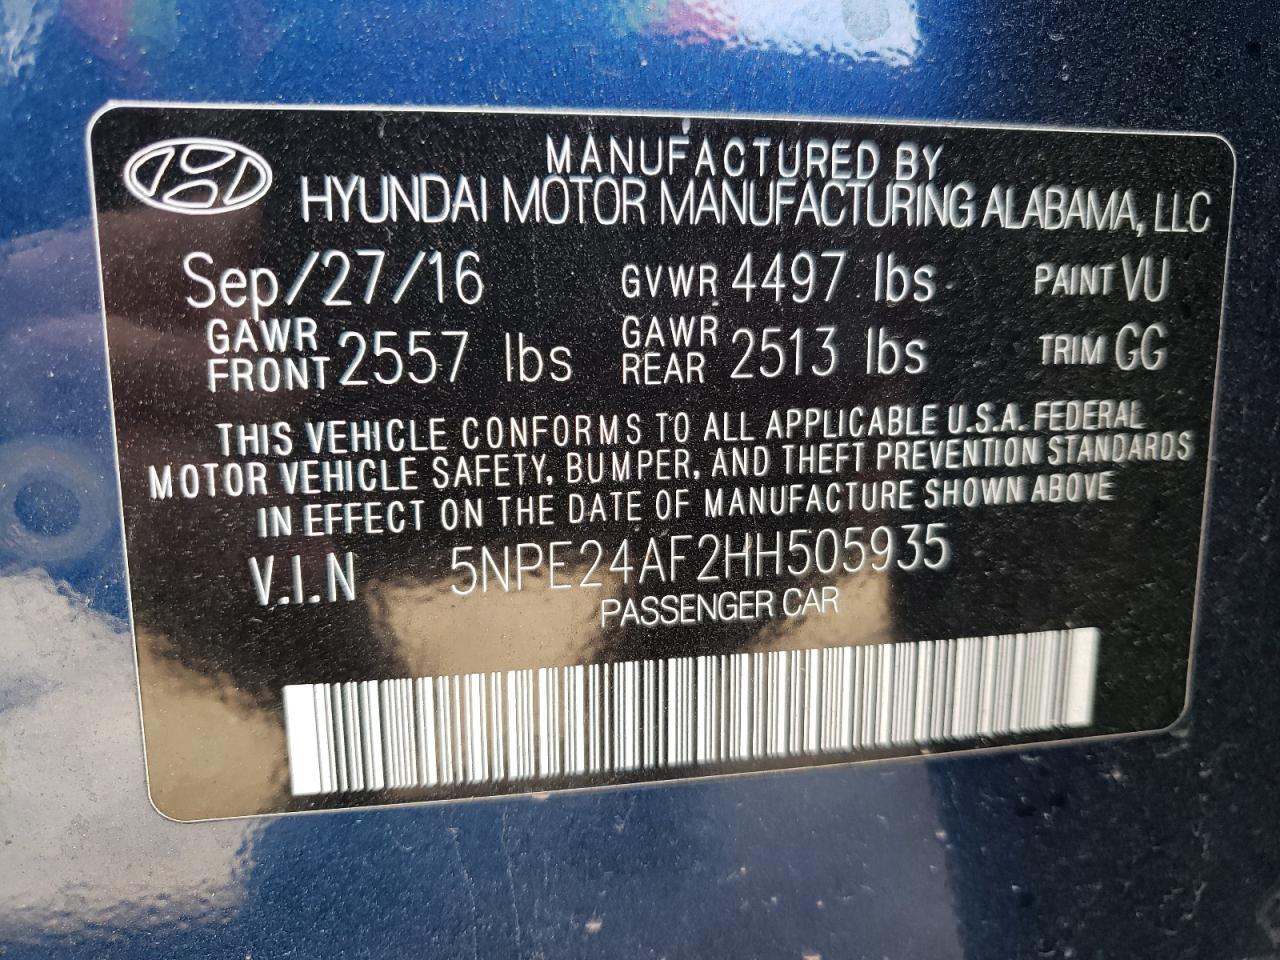 MANUFACTURED BY
HYUNDAI MOTOR MANUFACTURING ALABAMA, LLC
Sep/27/16 GVWR 4497 lbs PAINT VU
GAWR FRONT 2557 lbs GAWR REAR 2513 lbs TRIM GG
THIS VEHICLE CONFORMS TO ALL APPLICABLE U.S.A. FEDERAL
MOTOR VEHICLE SAFETY, BUMPER, AND THEFT PREVENTION STANDARDS
IN EFFECT ON THE DATE OF MANUFACTURE SHOWN ABOVE
V.I.N 5NPE24AF2HH505935
PASSENGER CAR